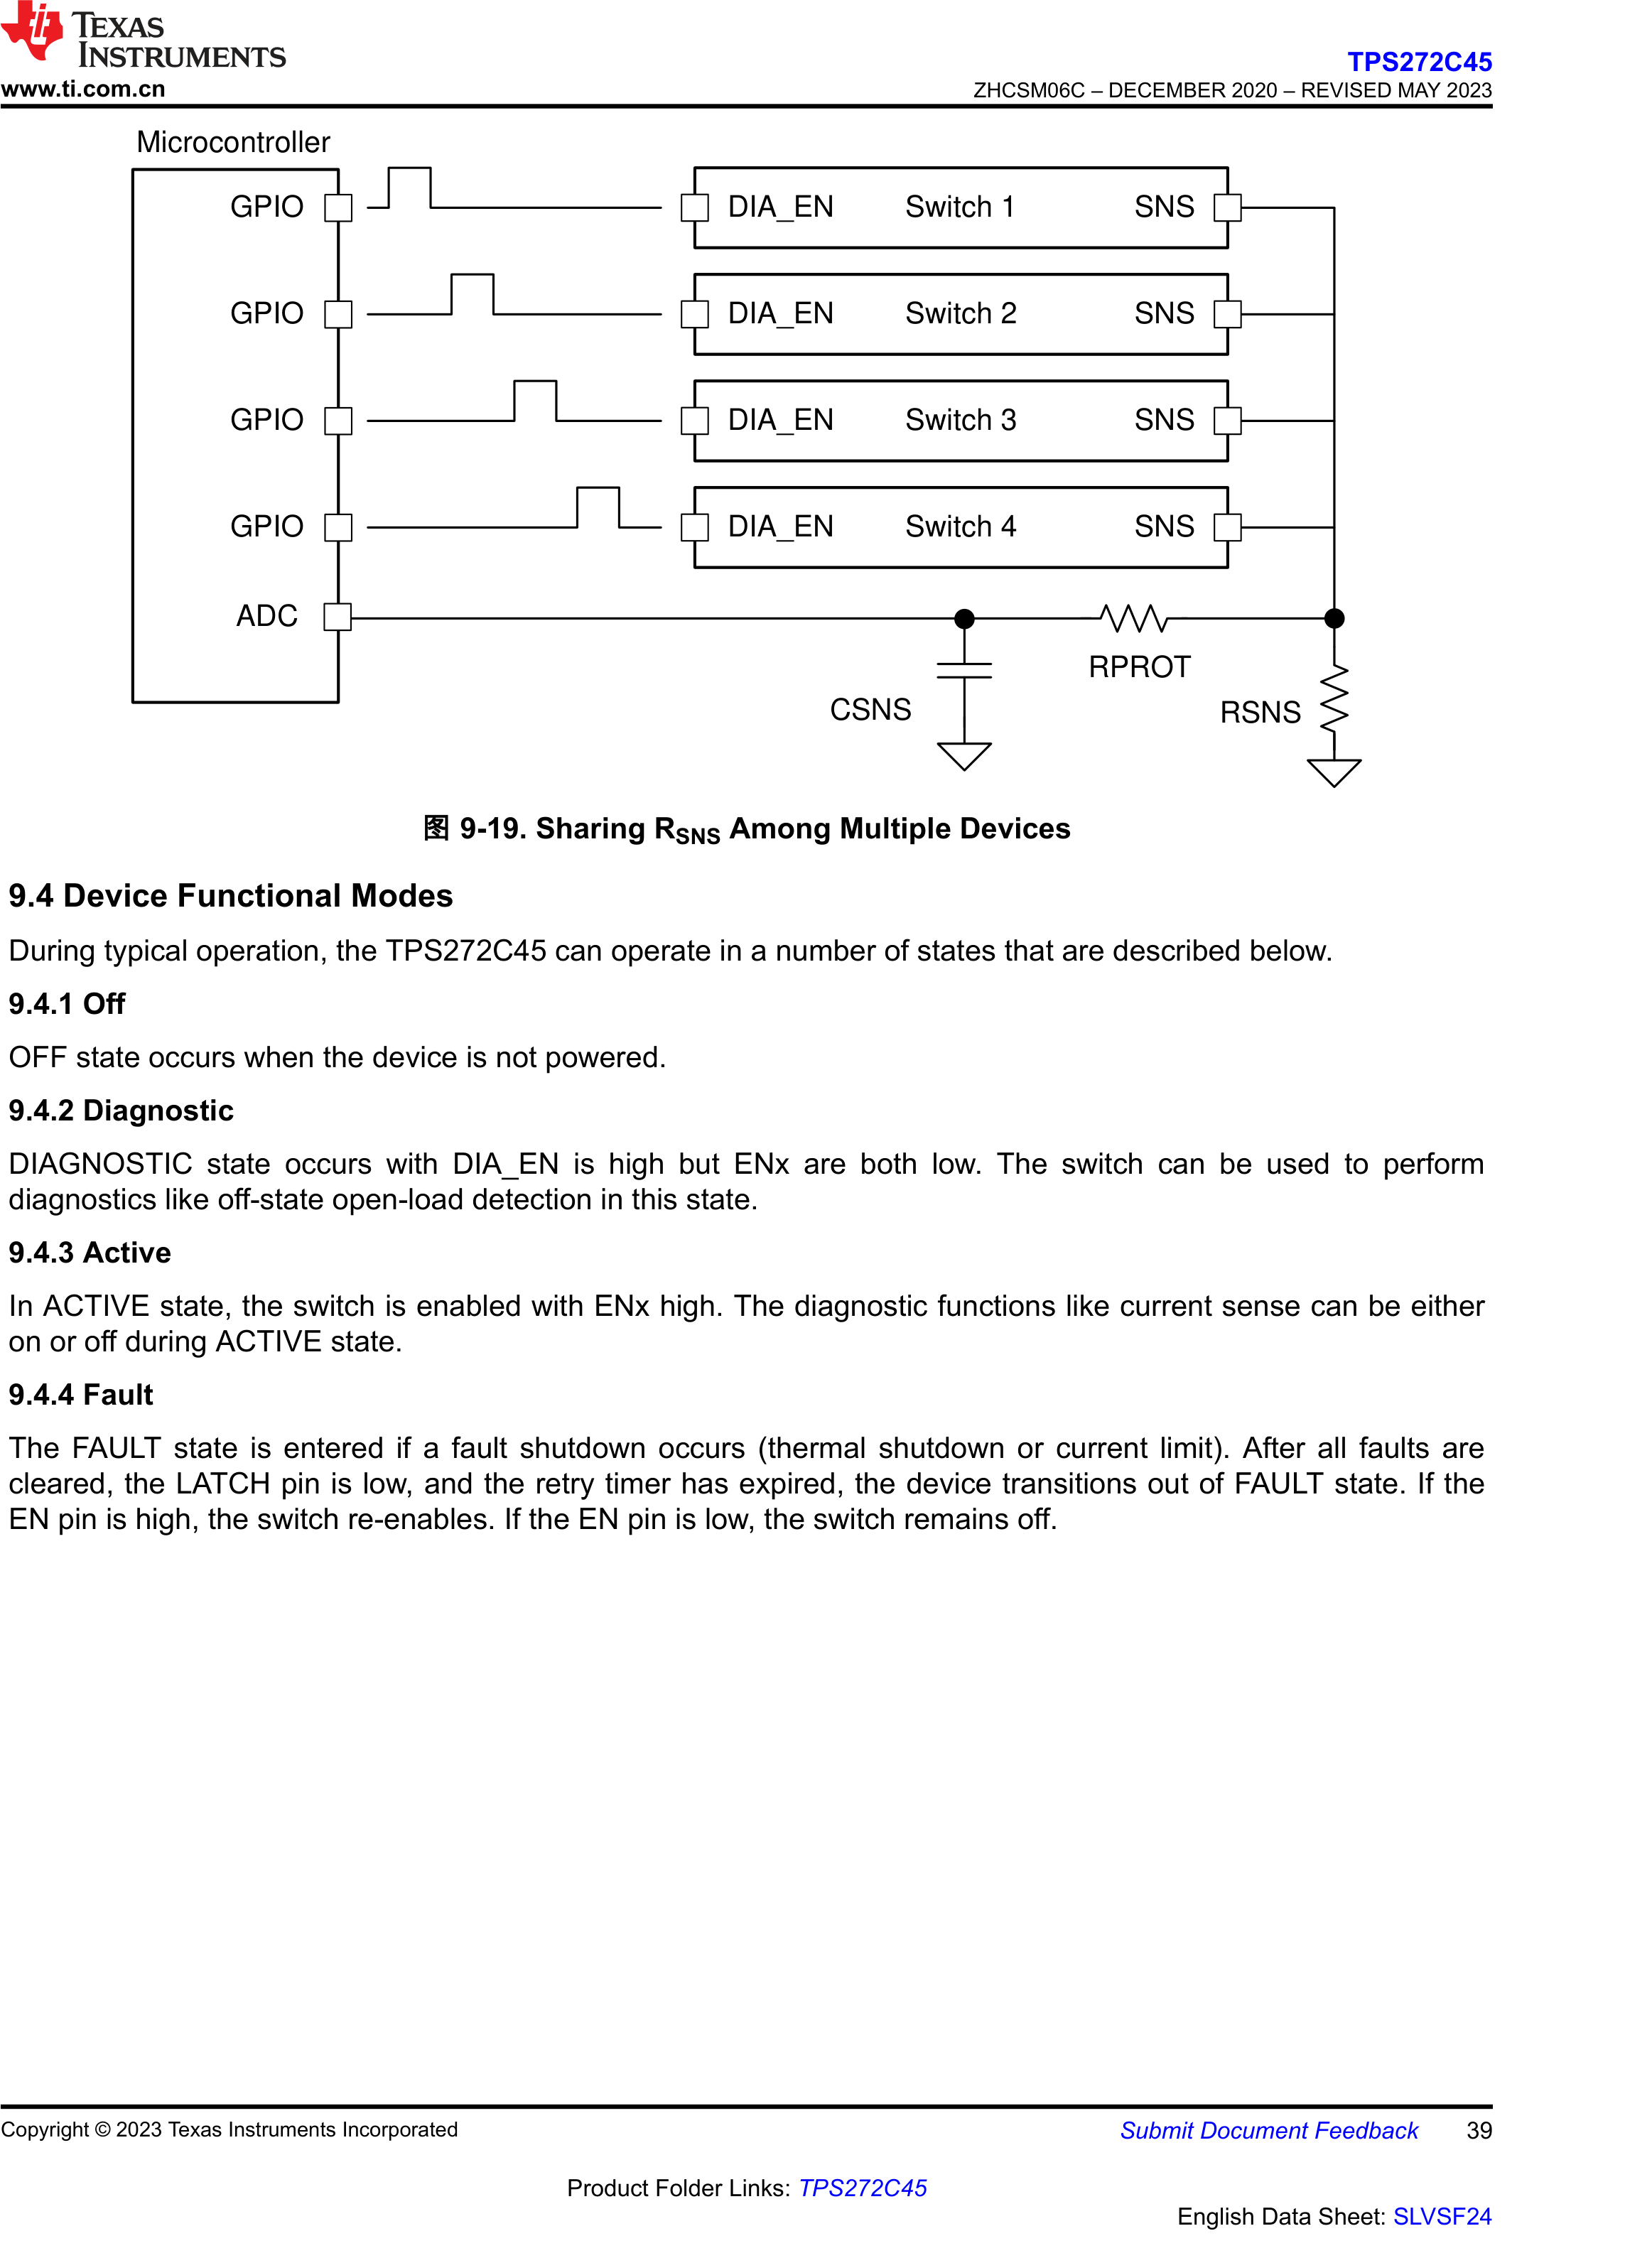 TEXAS
INSTRUMENTS
www.ti.com.cn
TPS272C45
ZHCSM06C – DECEMBER 2020 – REVISED MAY 2023
Microcontroller
GPIO
DIA_EN
Switch 1
SNS
GPIO
DIA_EN
Switch 2
SNS
GPIO
DIA_EN
Switch 3
SNS
GPIO
DIA_EN
Switch 4
SNS
ADC
RPROT
CSNS
RSNS
图 9-19. Sharing RSNS Among Multiple Devices
9.4 Device Functional Modes
During typical operation, the TPS272C45 can operate in a number of states that are described below.
9.4.1 Off
OFF state occurs when the device is not powered.
9.4.2 Diagnostic
DIAGNOSTIC state occurs with DIA_EN is high but ENx are both low. The switch can be used to perform
diagnostics like off-state open-load detection in this state.
9.4.3 Active
In ACTIVE state, the switch is enabled with ENx high. The diagnostic functions like current sense can be either
on or off during ACTIVE state.
9.4.4 Fault
The FAULT state is entered if a fault shutdown occurs (thermal shutdown or current limit). After all faults are
cleared, the LATCH pin is low, and the retry timer has expired, the device transitions out of FAULT state. If the
EN pin is high, the switch re-enables. If the EN pin is low, the switch remains off.
Copyright © 2023 Texas Instruments Incorporated
Submit Document Feedback
39
Product Folder Links: TPS272C45
English Data Sheet: SLVSF24